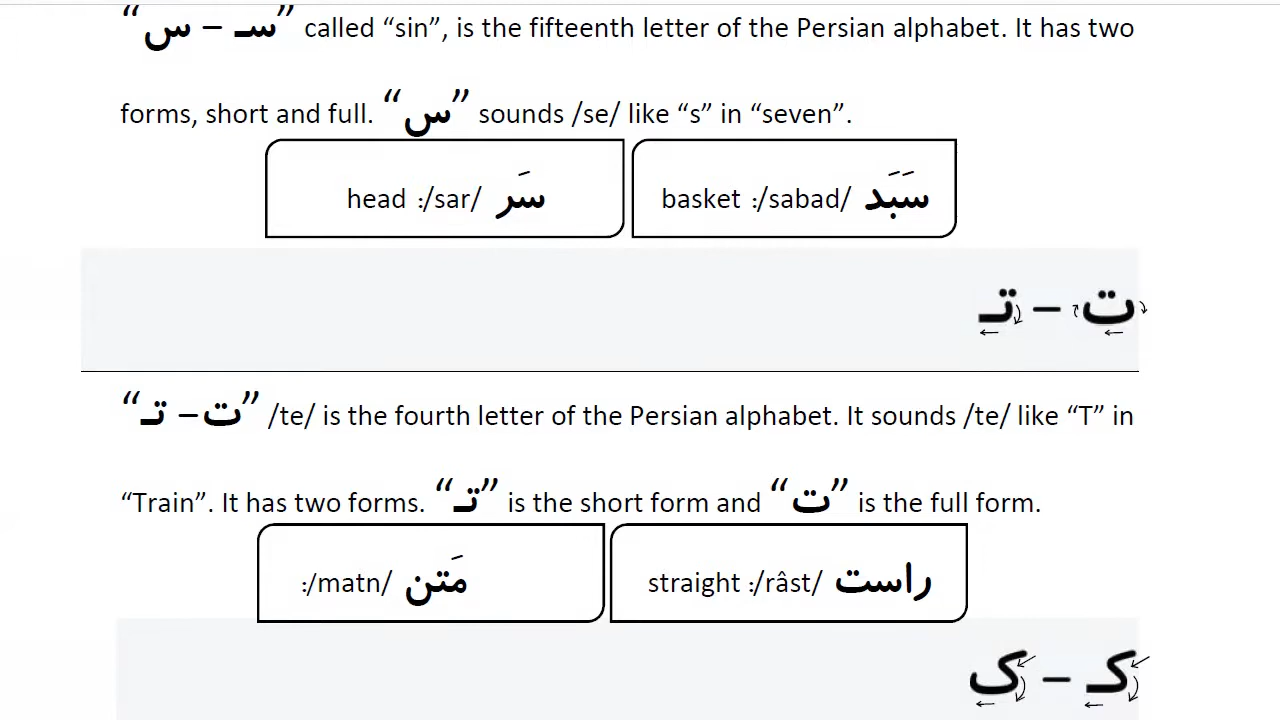 “سـ – س” called “sin”, is the fifteenth letter of the Persian alphabet. It has two
forms, short and full. “س” sounds /se/ like “s” in “seven”.
head :/sar/ سَر
basket :/sabad/ سَبَد
ت – تـ
“ت – تـ” /te/ is the fourth letter of the Persian alphabet. It sounds /te/ like “T” in
“Train”. It has two forms. “تـ” is the short form and “ت” is the full form.
:/matn/ مَتن
straight :/râst/ راست
کـ – ک